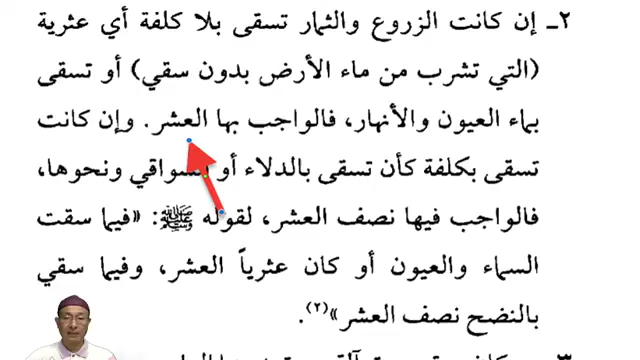 ٢ـ إن كانت الزروع والثمار تسقى بلا كلفة أي عثرية
(التي تشرب من ماء الأرض بدون سقي) أو تسقى
بماء العيون والأنهار، فالواجب بها العشر. وإن كانت
تسقى بكلفة كأن تسقى بالدلاء أو السواقي ونحوها،
فالواجب فيها نصف العشر، لقوله ﷺ: «فيما سقت
السماء والعيون أو كان عثرياً العشر، وفيما سقي
بالنضح نصف العشر»(٢).